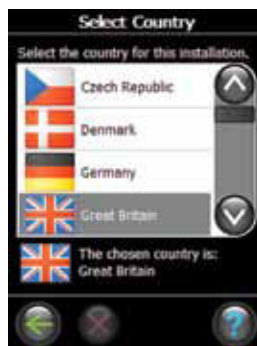 Select Country
Select the country for this installation.
Czech Republic
Denmark
Germany
Great Britain
The chosen country is:
Great Britain
?